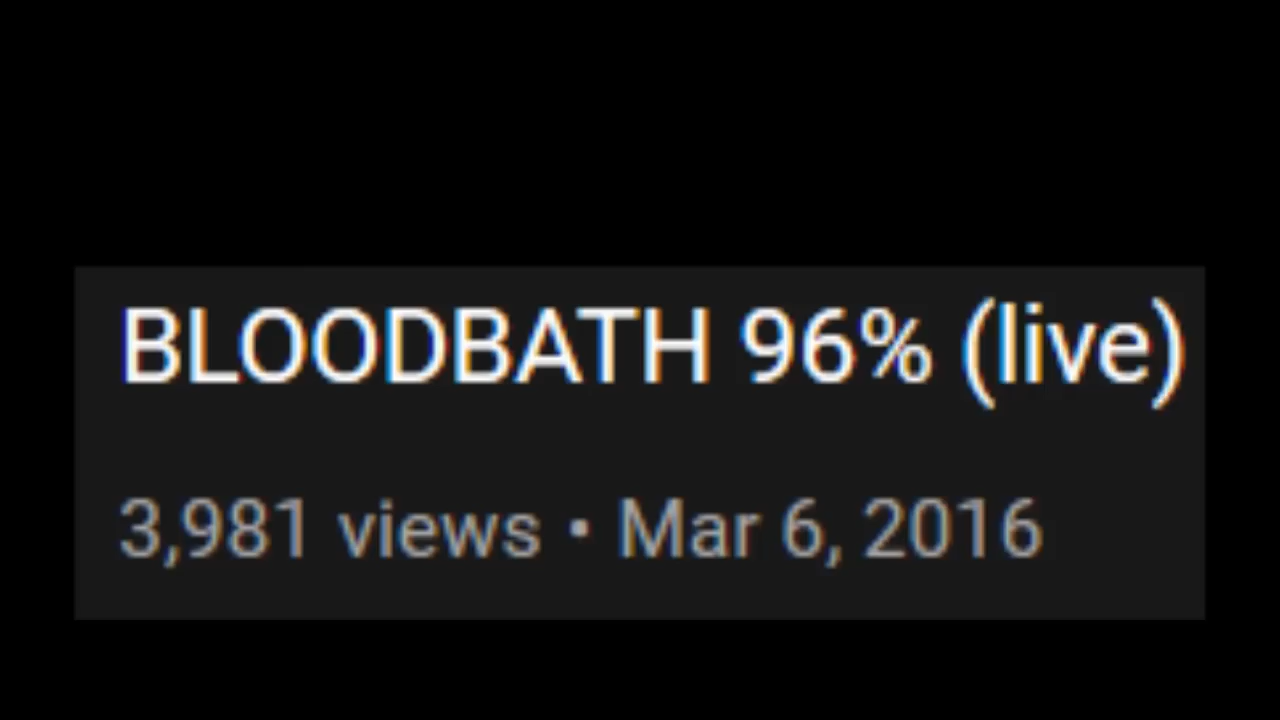 BLOODBATH 96% (live)
3,981 views • Mar 6, 2016